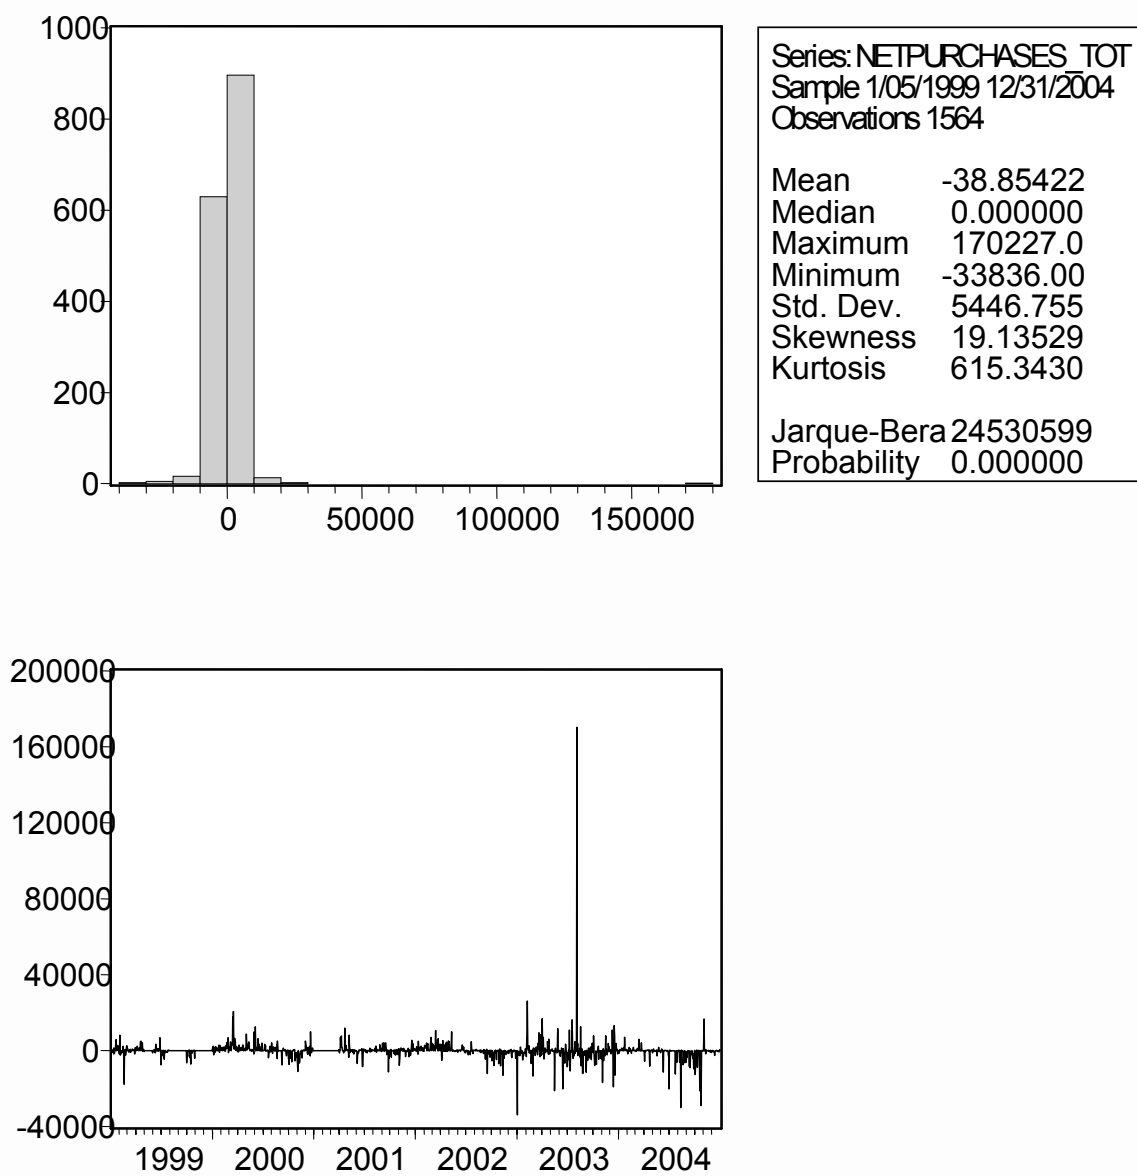 1000
800
600
400
200
0
0 50000 100000 150000
Series: NETPURCHASES_TOT
Sample 1/05/1999 12/31/2004
Observations 1564
Mean -38.85422
Median 0.000000
Maximum 170227.0
Minimum -33836.00
Std. Dev. 5446.755
Skewness 19.13529
Kurtosis 615.3430
Jarque-Bera 24530599
Probability 0.000000
200000
160000
120000
80000
40000
0
-40000
1999 2000 2001 2002 2003 2004